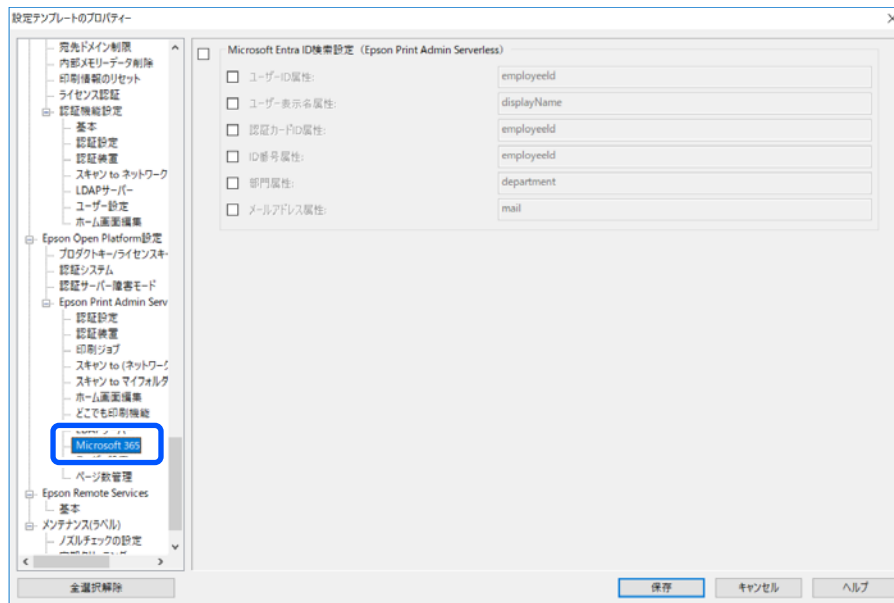 設定テンプレートのプロパティー
宛先ドメイン制限
内部メモリーデータ削除
印刷情報のリセット
ライセンス認証
認証機能設定
基本
認証設定
認証装置
スキャン to ネットワーク
LDAPサーバー
ユーザー設定
ホーム画面編集
Epson Open Platform設定
プロダクトキー/ライセンスキー
認証システム
認証サーバー障害モード
Epson Print Admin Serv
認証設定
認証装置
印刷ジョブ
スキャン to (ネットワーク
スキャン to マイフォルダ
ホーム画面編集
どこでも印刷機能
Microsoft 365
ページ数管理
Epson Remote Services
基本
メンテナンス(ラベル)
ノズルチェックの設定
Microsoft Entra ID検索設定（Epson Print Admin Serverless）
ユーザーID属性: employeeId
ユーザー表示名属性: displayName
認証カードID属性: employeeId
ID番号属性: employeeId
部門属性: department
メールアドレス属性: mail
全選択解除 保存 キャンセル ヘルプ